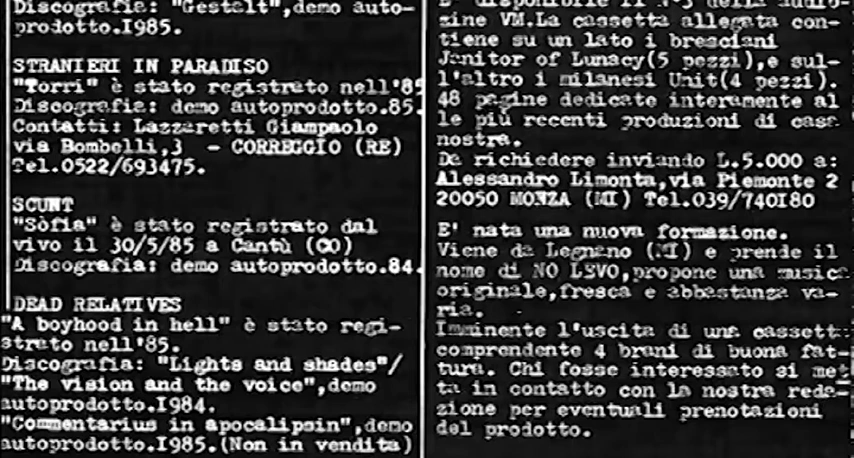 Discografia: "Gestalt",demo auto-
prodotto.I985.
STRANIERI IN PARADISO
"Torri" è stato registrato nell'85
Discografia: demo autoprodotto.85.
Contatti: Lazzaretti Giampaolo
via Bombelli,3 - CORREGGIO (RE)
Tel.0522/693475.
SCUNT
"Sòfia" è stato registrato dal
vivo il 30/5/85 a Cantù (CO)
Discografia: demo autoprodotto.84.
DEAD RELATIVES
"A boyhood in hell" è stato regi-
strato nell'85.
Discografia: "Lights and shades"/
"The vision and the voice",demo
autoprodotto.I984.
"Commentarius in apocalipsin",demo
autoprodotto.I985.(Non in vendita)
E' disponibile il N°3 della audio-
zine VM.La cassetta allegata con-
tiene su un lato i bresciani
Janitor of Lunacy(5 pezzi),e sul-
l'altro i milanesi Unit(4 pezzi).
48 pagine dedicate interamente al
le più recenti produzioni di casa
nostra.
Da richiedere inviando L.5.000 a:
Alessandro Limonta,via Piemonte 2
20050 MONZA (MI) Tel.039/740I80
E' nata una nuova formazione.
Viene da Legnano (MI) e prende il
nome di NO LEVO,propone una musica
originale,fresca e abbastanza va-
ria.
Imminente l'uscita di una cassetta
comprendente 4 brani di buona fat-
tura. Chi fosse interessato si met
ta in contatto con la nostra reda-
zione per eventuali prenotazioni
del prodotto.